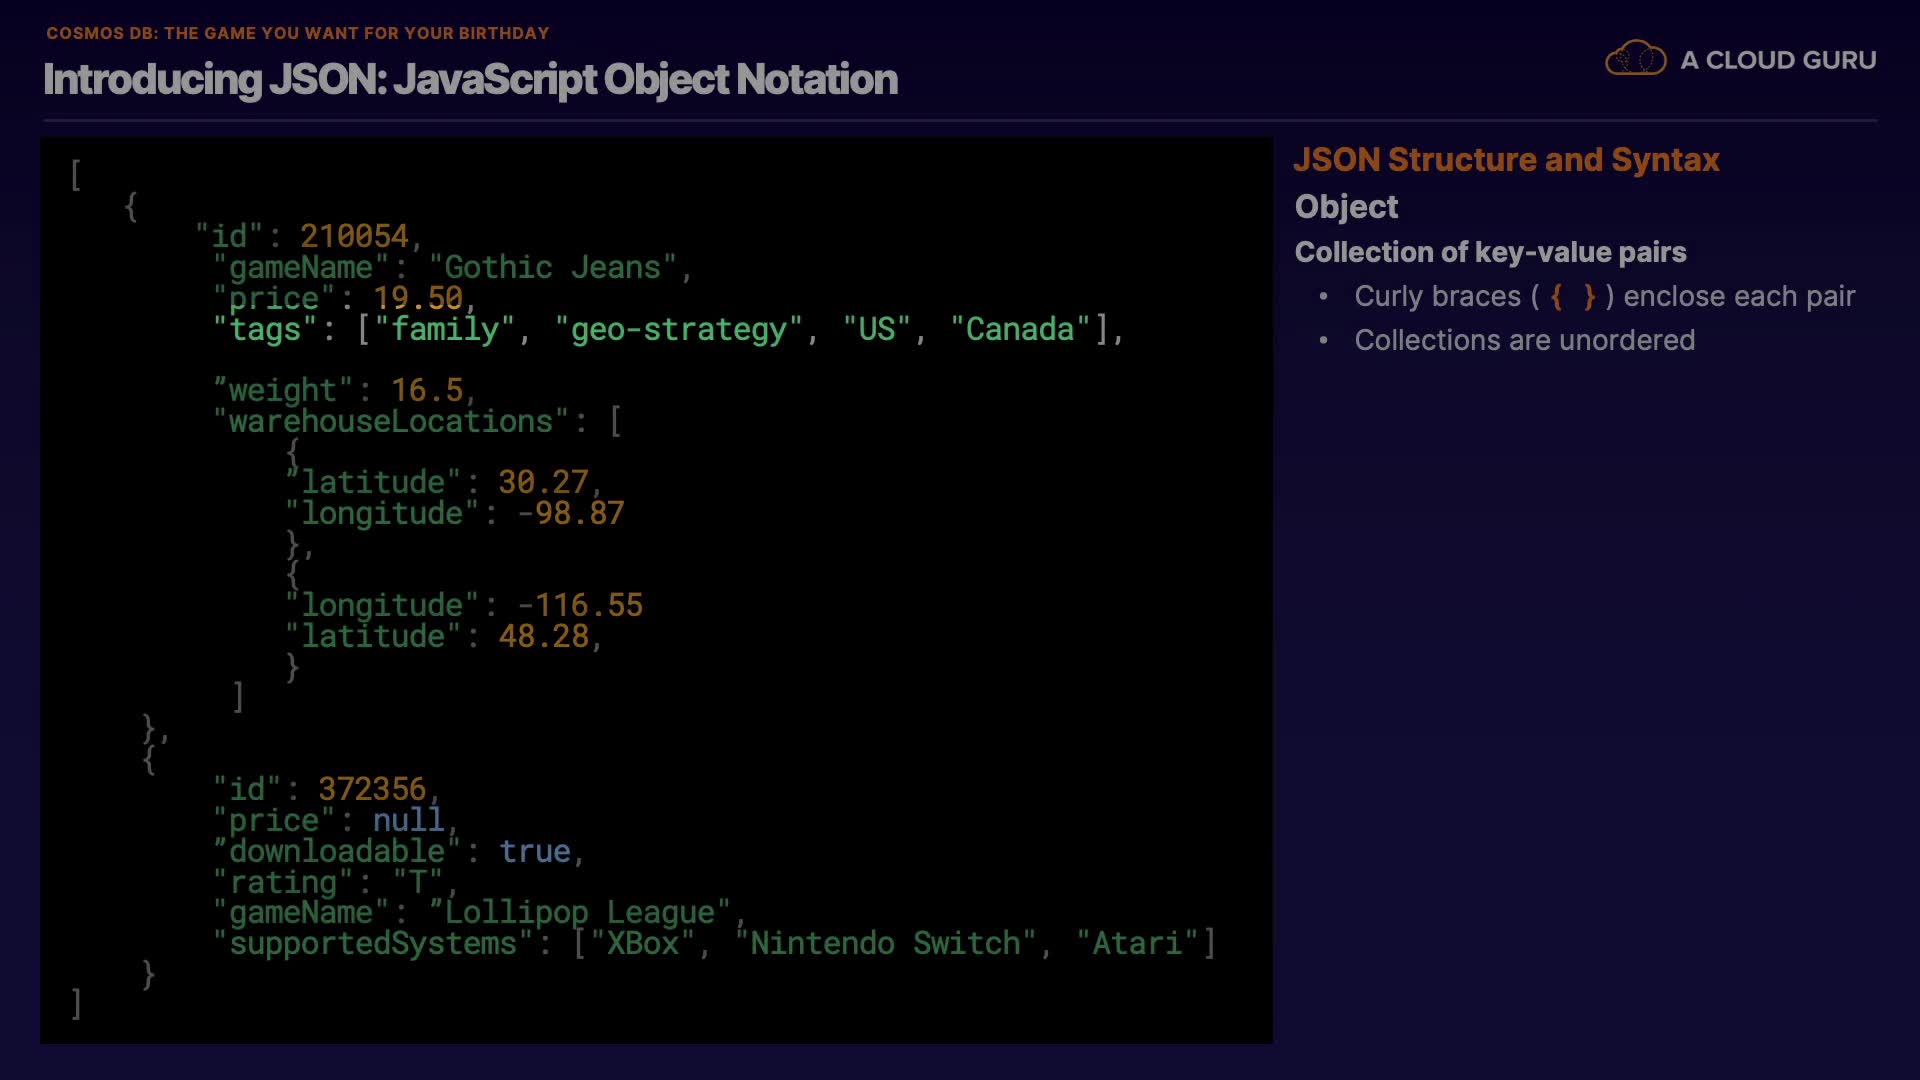 COSMOS DB: THE GAME YOU WANT FOR YOUR BIRTHDAY
Introducing JSON: JavaScript Object Notation
A CLOUD GURU
[
{
"id": 210054,
"gameName": "Gothic Jeans",
"price": 19.50,
"tags": ["family", "geo-strategy", "US", "Canada"],
”weight": 16.5,
"warehouseLocations": [
{
”latitude": 30.27,
"longitude": -98.87
},
{
"longitude": -116.55
"latitude": 48.28,
}
]
},
{
"id": 372356,
"price": null,
”downloadable": true,
"rating": "T",
"gameName": ”Lollipop League",
"supportedSystems": ["XBox", "Nintendo Switch", "Atari"]
}
]
JSON Structure and Syntax
Object
Collection of key-value pairs
• Curly braces ( { } ) enclose each pair
• Collections are unordered